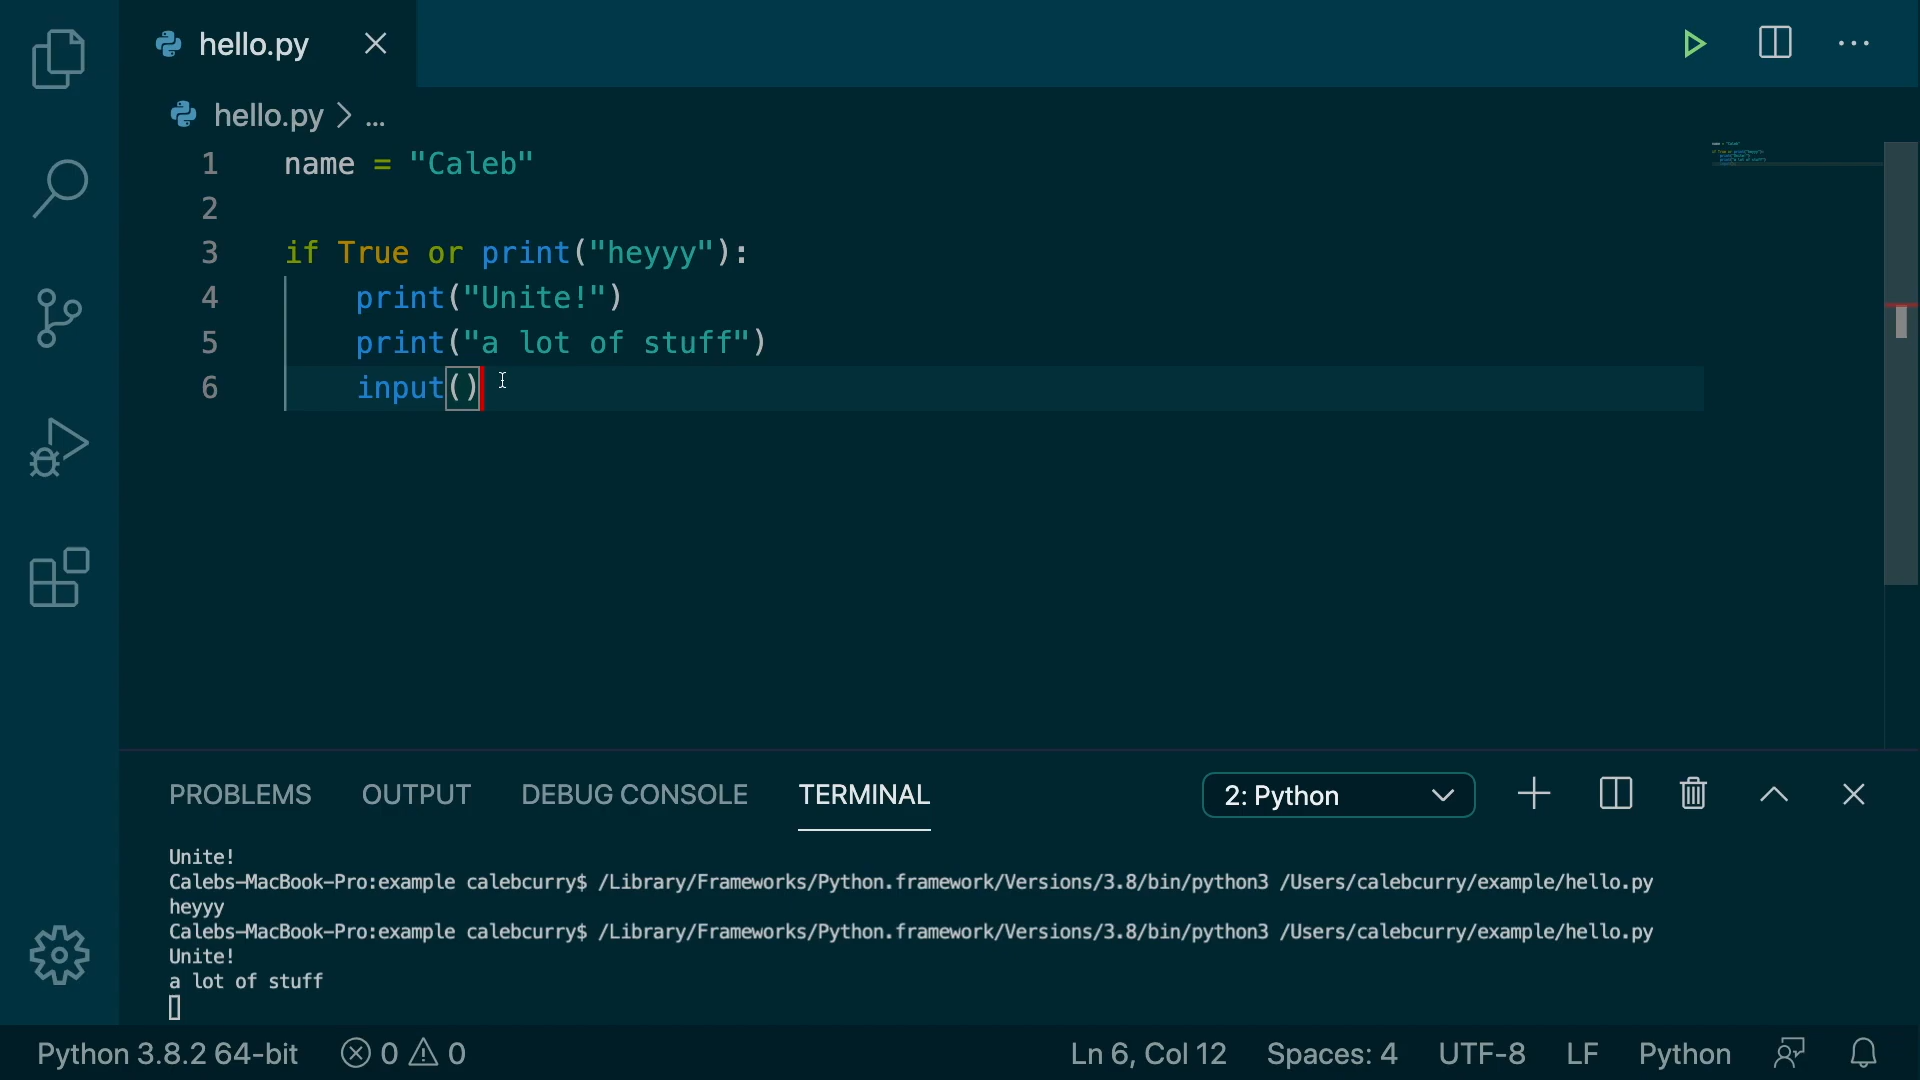 hello.py
hello.py > ...
1 name = "Caleb"
2
3 if True or print("heyyy"):
4 print("Unite!")
5 print("a lot of stuff")
6 input()
PROBLEMS OUTPUT DEBUG CONSOLE TERMINAL 2: Python
Unite!
Calebs-MacBook-Pro:example calebcurry$ /Library/Frameworks/Python.framework/Versions/3.8/bin/python3 /Users/calebcurry/example/hello.py
heyyy
Calebs-MacBook-Pro:example calebcurry$ /Library/Frameworks/Python.framework/Versions/3.8/bin/python3 /Users/calebcurry/example/hello.py
Unite!
a lot of stuff
Python 3.8.2 64-bit 0 0 Ln 6, Col 12 Spaces: 4 UTF-8 LF Python